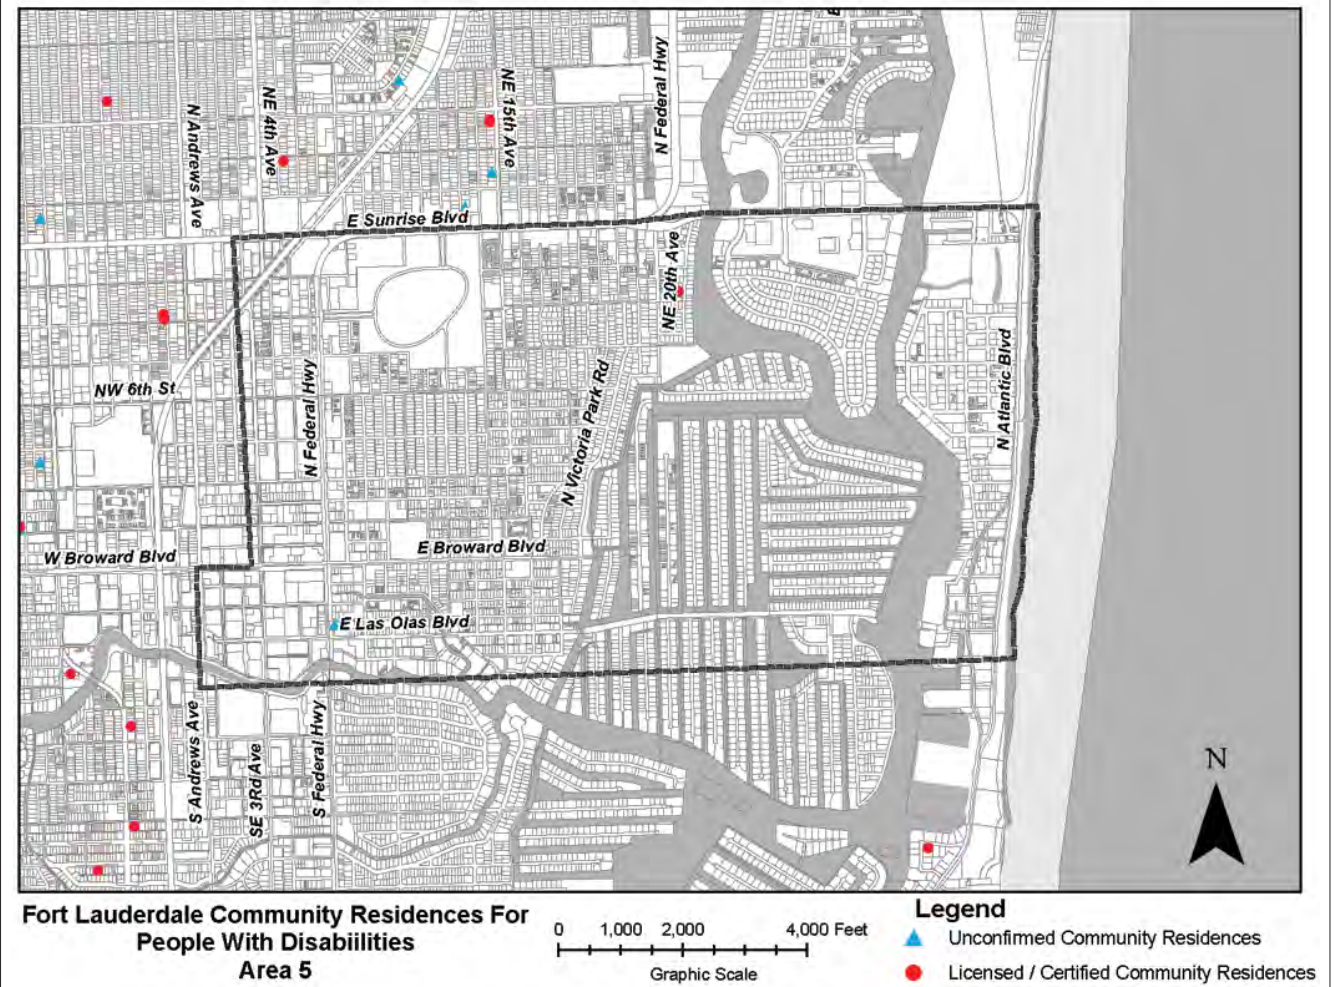 N Andrews Ave
NE 4th Ave
NE 15th Ave
N Federal Hwy
E Sunrise Blvd
NE 20th Ave
N Atlantic Blvd
NW 6th St
N Federal Hwy
N Victoria Park Rd
W Broward Blvd
E Broward Blvd
E Las Olas Blvd
S Andrews Ave
SE 3Rd Ave
S Federal Hwy
N
Fort Lauderdale Community Residences For
People With Disabiilities
Area 5
0 1,000 2,000 4,000 Feet
Graphic Scale
Legend
Unconfirmed Community Residences
Licensed / Certified Community Residences